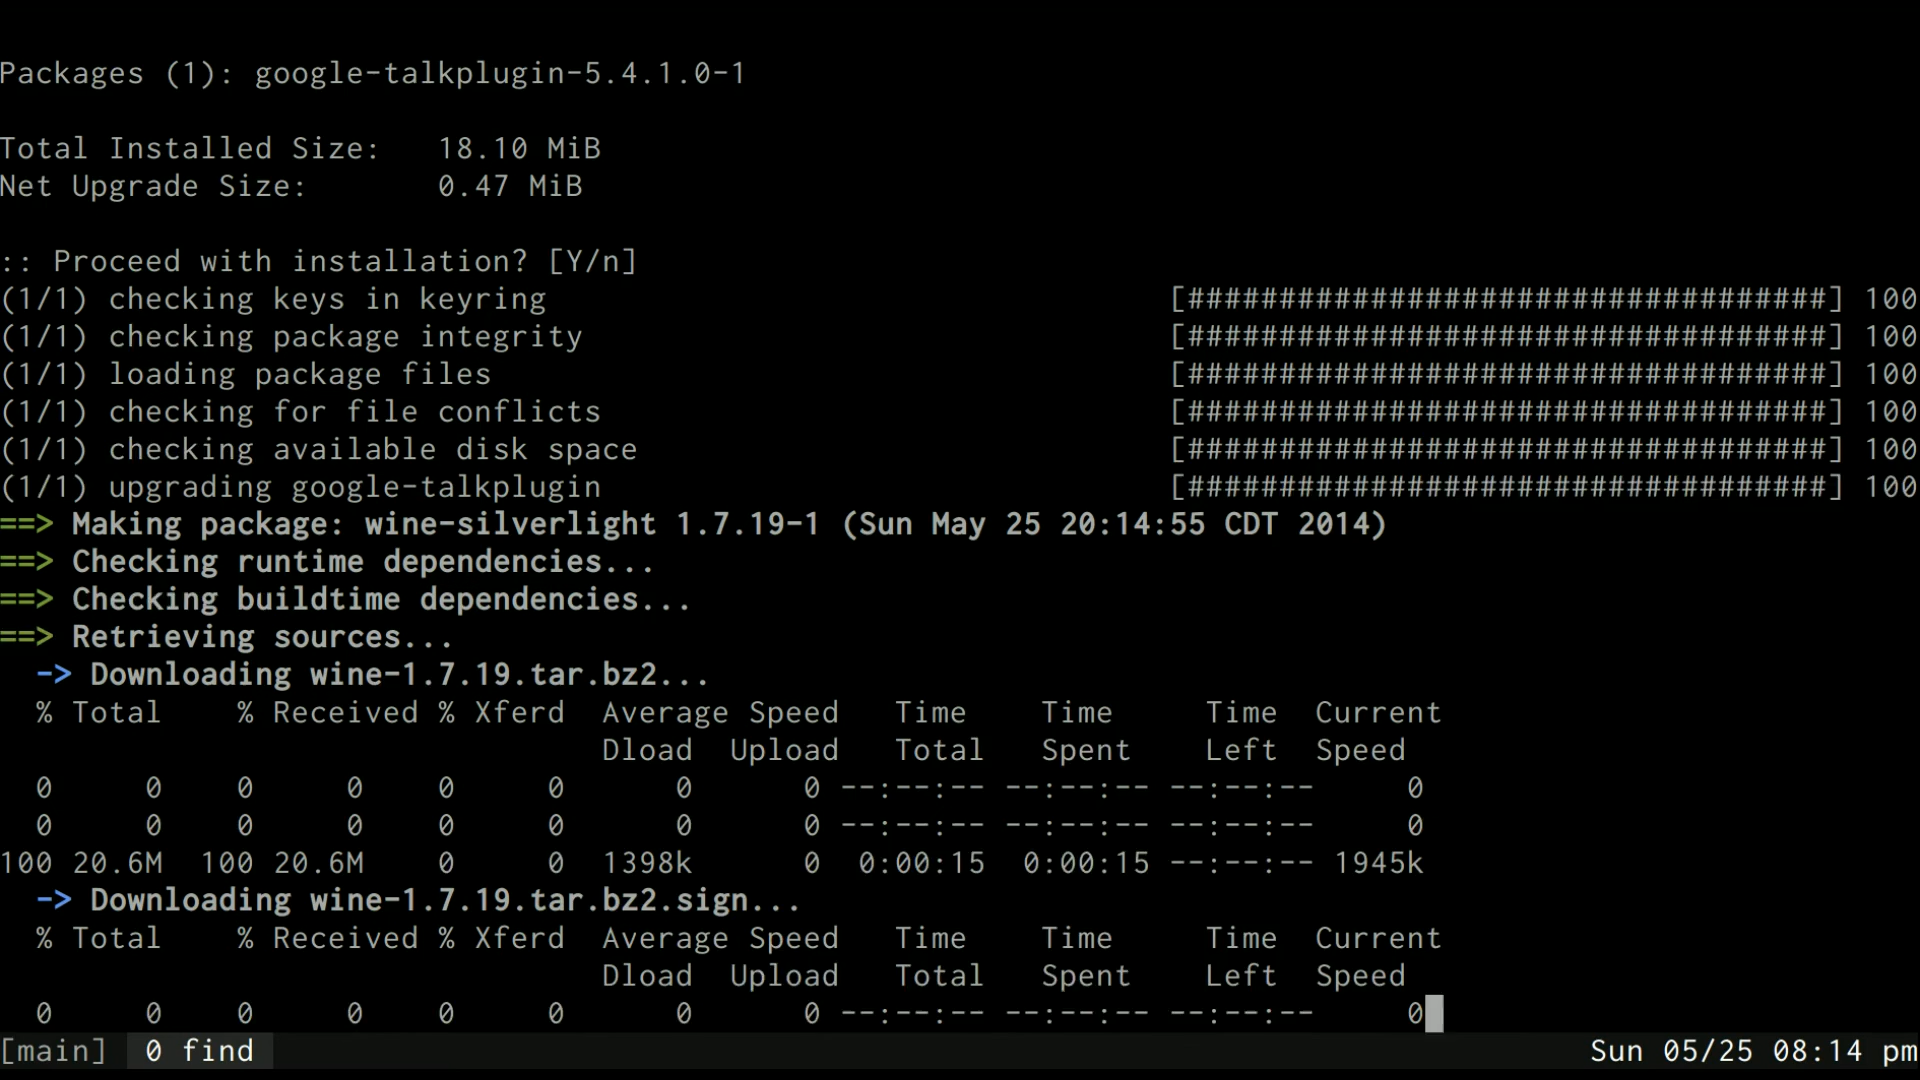 Packages (1): google-talkplugin-5.4.1.0-1
Total Installed Size:   18.10 MiB
Net Upgrade Size:       0.47 MiB
:: Proceed with installation? [Y/n]
(1/1) checking keys in keyring [###################################] 100
(1/1) checking package integrity [###################################] 100
(1/1) loading package files [###################################] 100
(1/1) checking for file conflicts [###################################] 100
(1/1) checking available disk space [###################################] 100
(1/1) upgrading google-talkplugin [###################################] 100
==> Making package: wine-silverlight 1.7.19-1 (Sun May 25 20:14:55 CDT 2014)
==> Checking runtime dependencies...
==> Checking buildtime dependencies...
==> Retrieving sources...
  -> Downloading wine-1.7.19.tar.bz2...
  % Total    % Received % Xferd  Average Speed   Time    Time     Time  Current
                                 Dload  Upload   Total   Spent    Left  Speed
  0     0    0     0    0     0      0      0 --:--:-- --:--:-- --:--:--     0
  0     0    0     0    0     0      0      0 --:--:-- --:--:-- --:--:--     0
100 20.6M  100 20.6M    0     0  1398k      0  0:00:15  0:00:15 --:--:-- 1945k
  -> Downloading wine-1.7.19.tar.bz2.sign...
  % Total    % Received % Xferd  Average Speed   Time    Time     Time  Current
                                 Dload  Upload   Total   Spent    Left  Speed
  0     0    0     0    0     0      0      0 --:--:-- --:--:-- --:--:--     0
[main]  0 find  Sun 05/25 08:14 pm